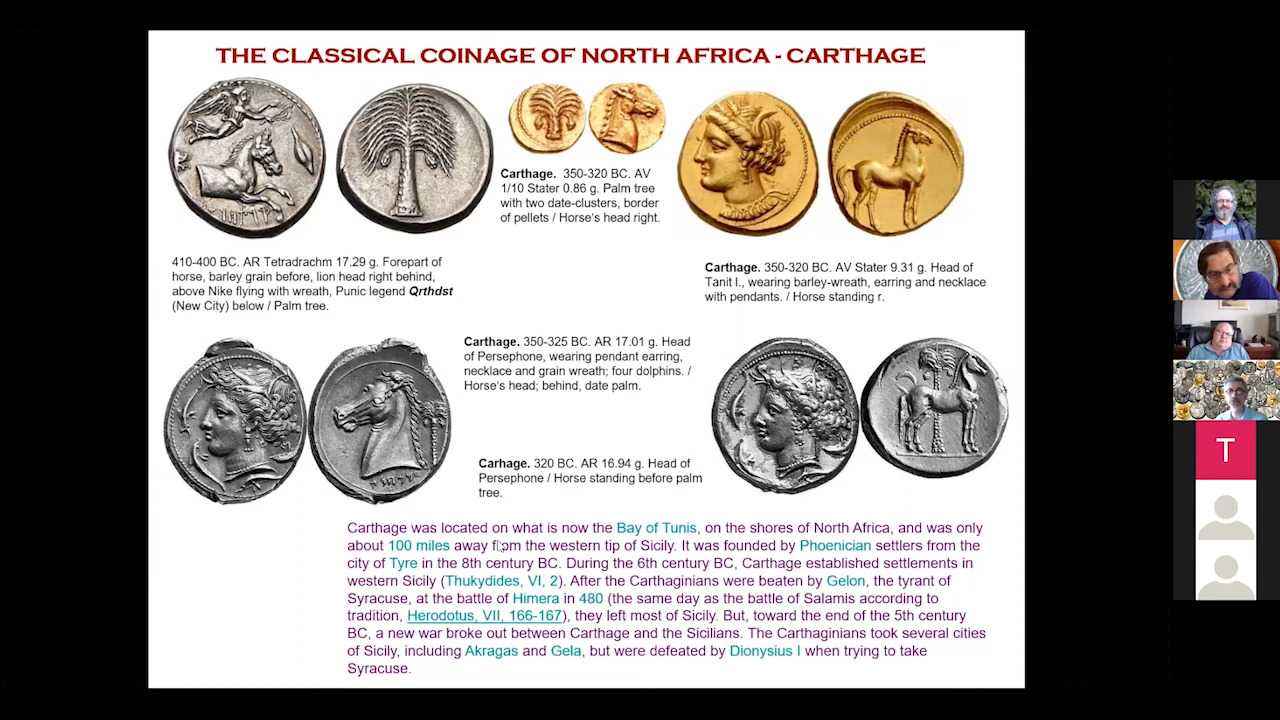 THE CLASSICAL COINAGE OF NORTH AFRICA - CARTHAGE
Carthage. 350-320 BC. AV
1/10 Stater 0.86 g. Palm tree
with two date-clusters, border
of pellets / Horse's head right.
410-400 BC. AR Tetradrachm 17.29 g. Forepart of
horse, barley grain before, lion head right behind,
above Nike flying with wreath, Punic legend Qrthdst
(New City) below / Palm tree.
Carthage. 350-320 BC. AV Stater 9.31 g. Head of
Tanit l., wearing barley-wreath, earring and necklace
with pendants. / Horse standing r.
Carthage. 350-325 BC. AR 17.01 g. Head
of Persephone, wearing pendant earring,
necklace and grain wreath; four dolphins. /
Horse's head; behind, date palm.
Carhage. 320 BC. AR 16.94 g. Head of
Persephone / Horse standing before palm
tree.
Carthage was located on what is now the Bay of Tunis, on the shores of North Africa, and was only
about 100 miles away from the western tip of Sicily. It was founded by Phoenician settlers from the
city of Tyre in the 8th century BC. During the 6th century BC, Carthage established settlements in
western Sicily (Thukydides, VI, 2). After the Carthaginians were beaten by Gelon, the tyrant of
Syracuse, at the battle of Himera in 480 (the same day as the battle of Salamis according to
tradition, Herodotus, VII, 166-167), they left most of Sicily. But, toward the end of the 5th century
BC, a new war broke out between Carthage and the Sicilians. The Carthaginians took several cities
of Sicily, including Akragas and Gela, but were defeated by Dionysius I when trying to take
Syracuse.
T